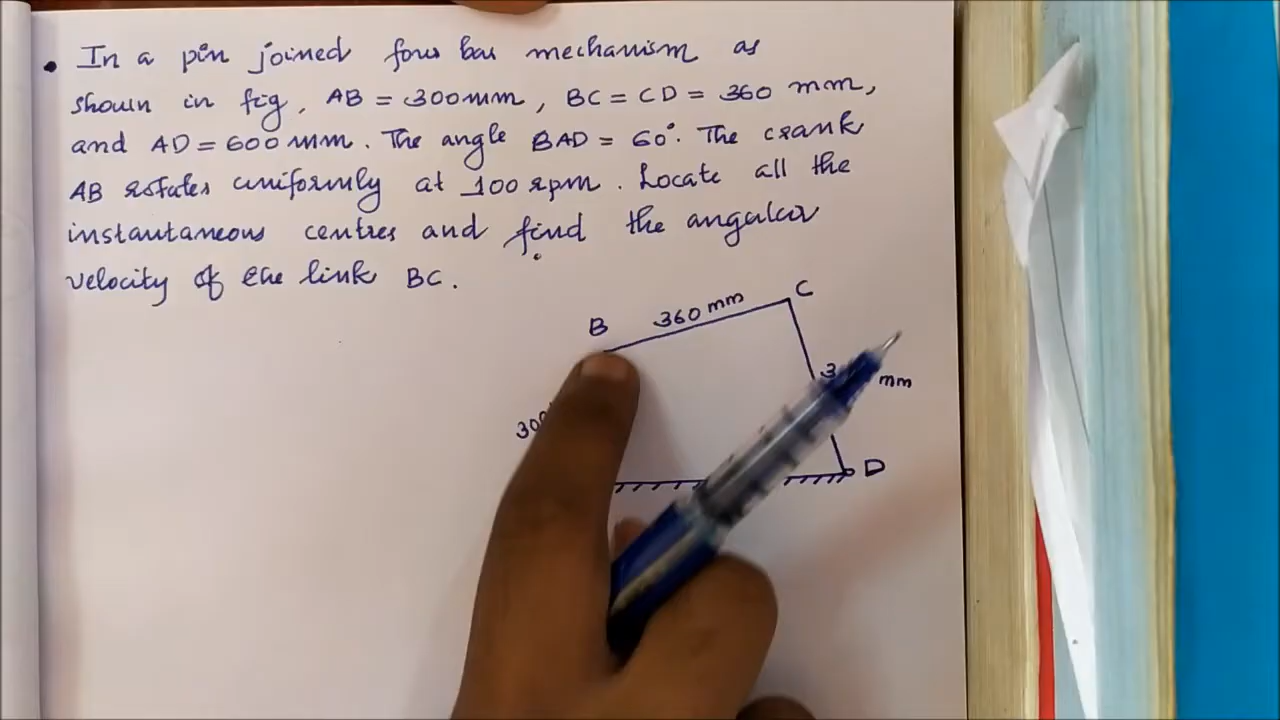 In a pin joined four bar mechanism as
shown in fig, AB = 300mm, BC = CD = 360 mm,
and AD = 600 mm. The angle BAD = 60°. The crank
AB rotates uniformly at 100 rpm. Locate all the
instantaneous centres and find the angular
velocity of the link BC.
C
B
360 mm
3
mm
300
D